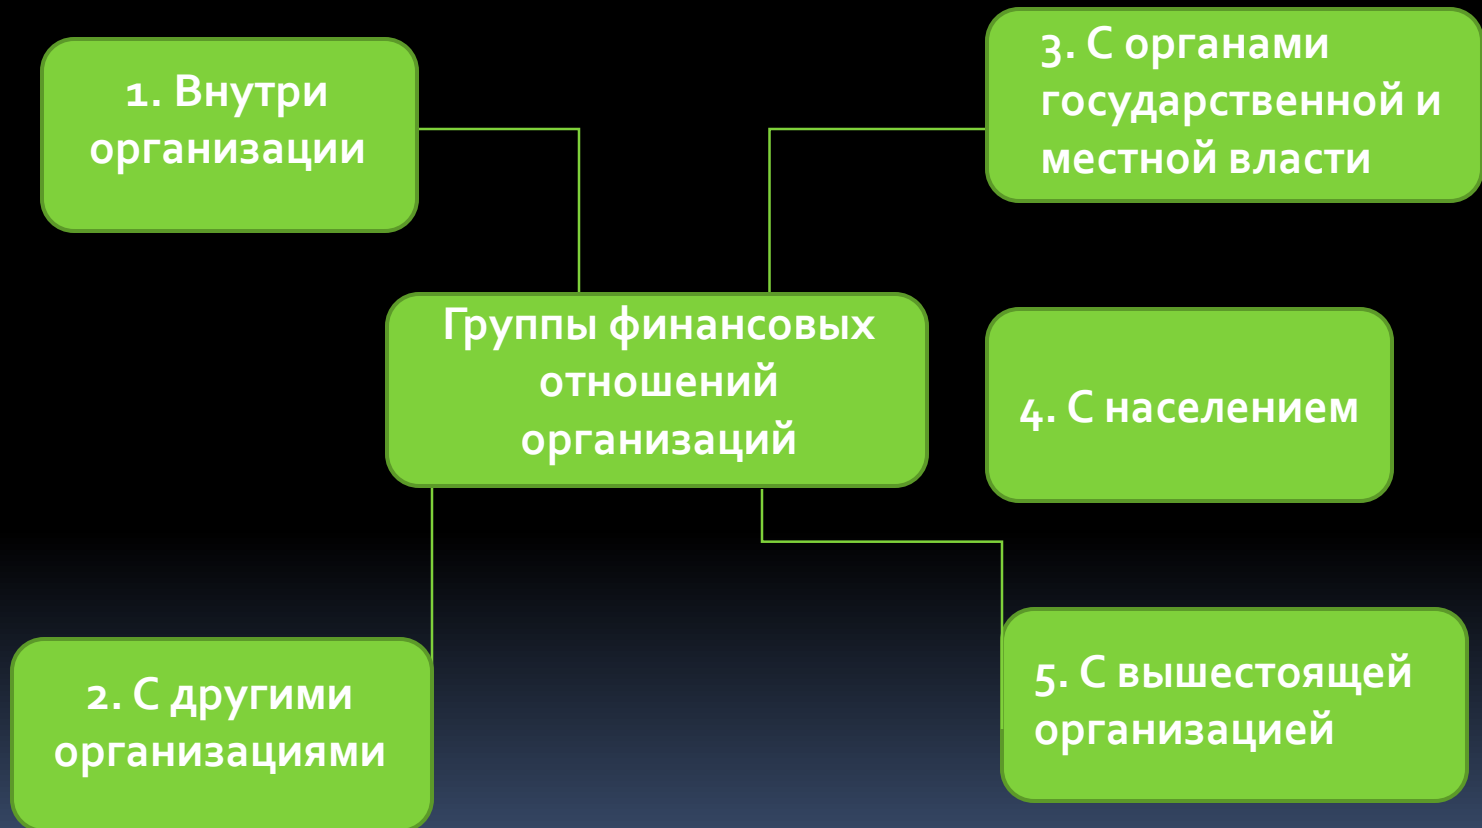 1. Внутри
организации
3. С органами
государственной и
местной власти
Группы финансовых
отношений
организаций
4. С населением
2. С другими
организациями
5. С вышестоящей
организацией